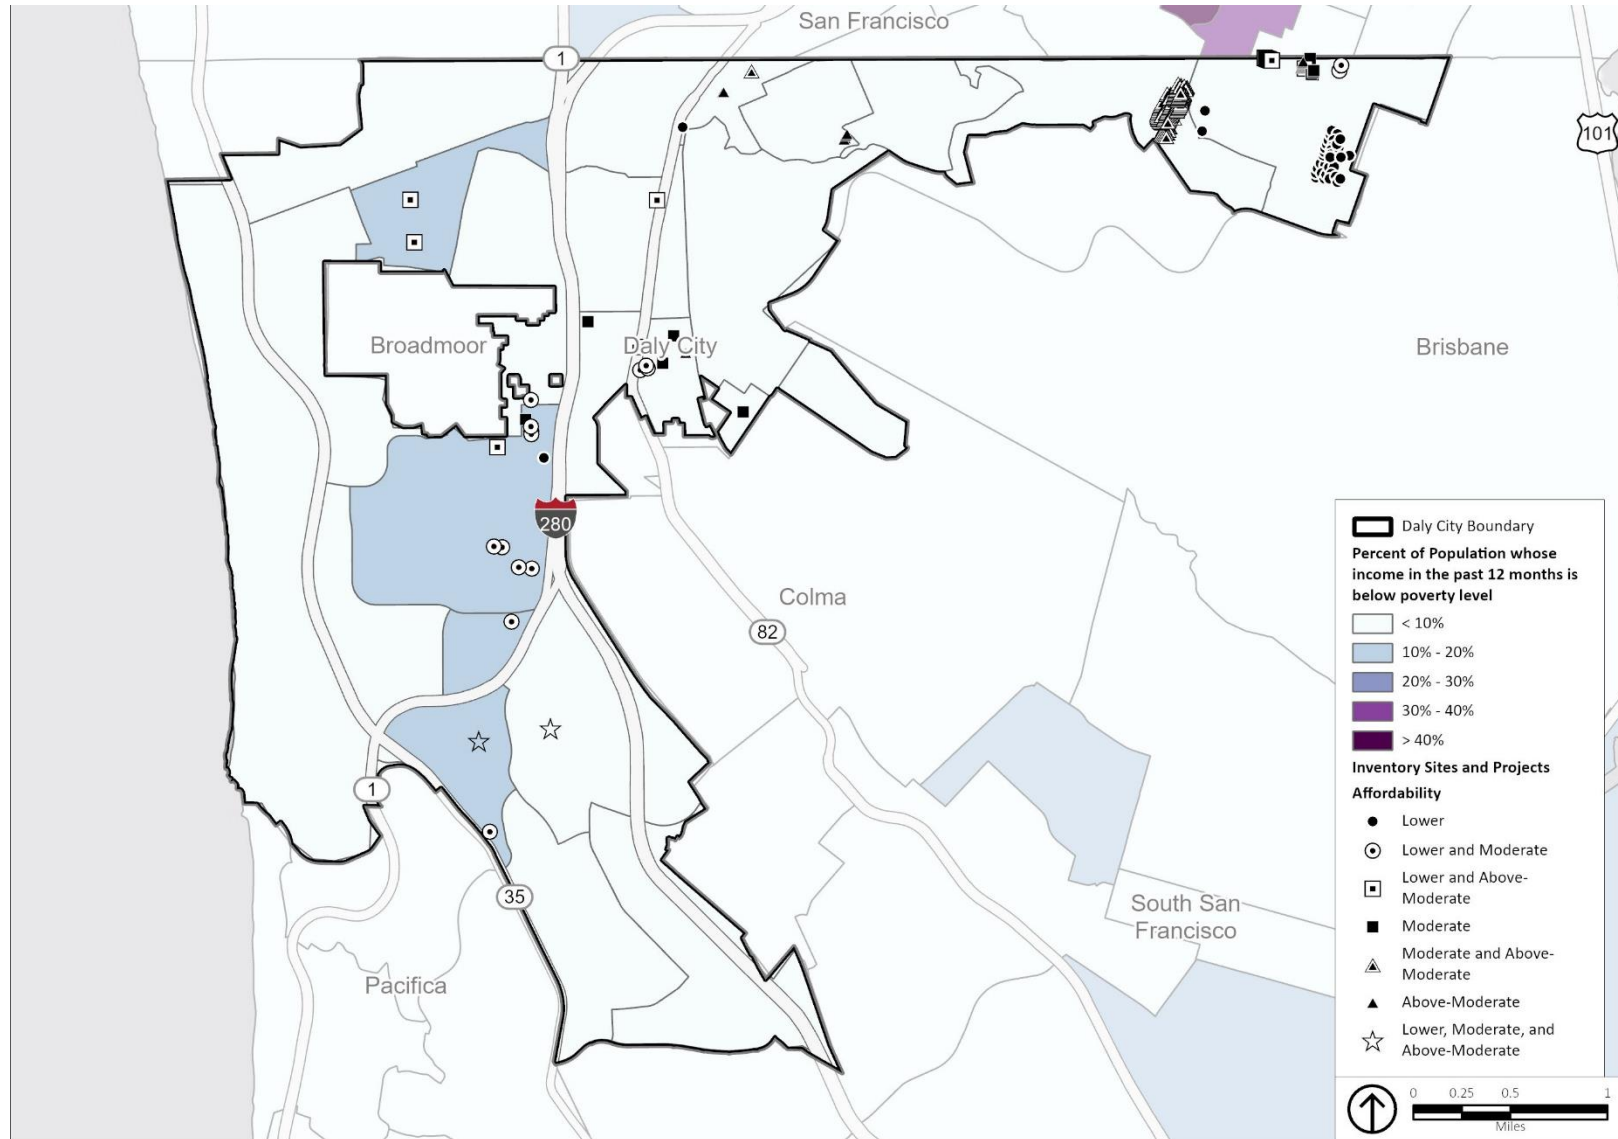 San Francisco
1
101
Broadmoor
Daly City
Brisbane
280
Colma
82
1
35
South San
Francisco
Pacifica
Daly City Boundary
Percent of Population whose
income in the past 12 months is
below poverty level
< 10%
10% - 20%
20% - 30%
30% - 40%
> 40%
Inventory Sites and Projects
Affordability
Lower
Lower and Moderate
Lower and Above-
Moderate
Moderate
Moderate and Above-
Moderate
Above-Moderate
Lower, Moderate, and
Above-Moderate
0 0.25 0.5 1
Miles